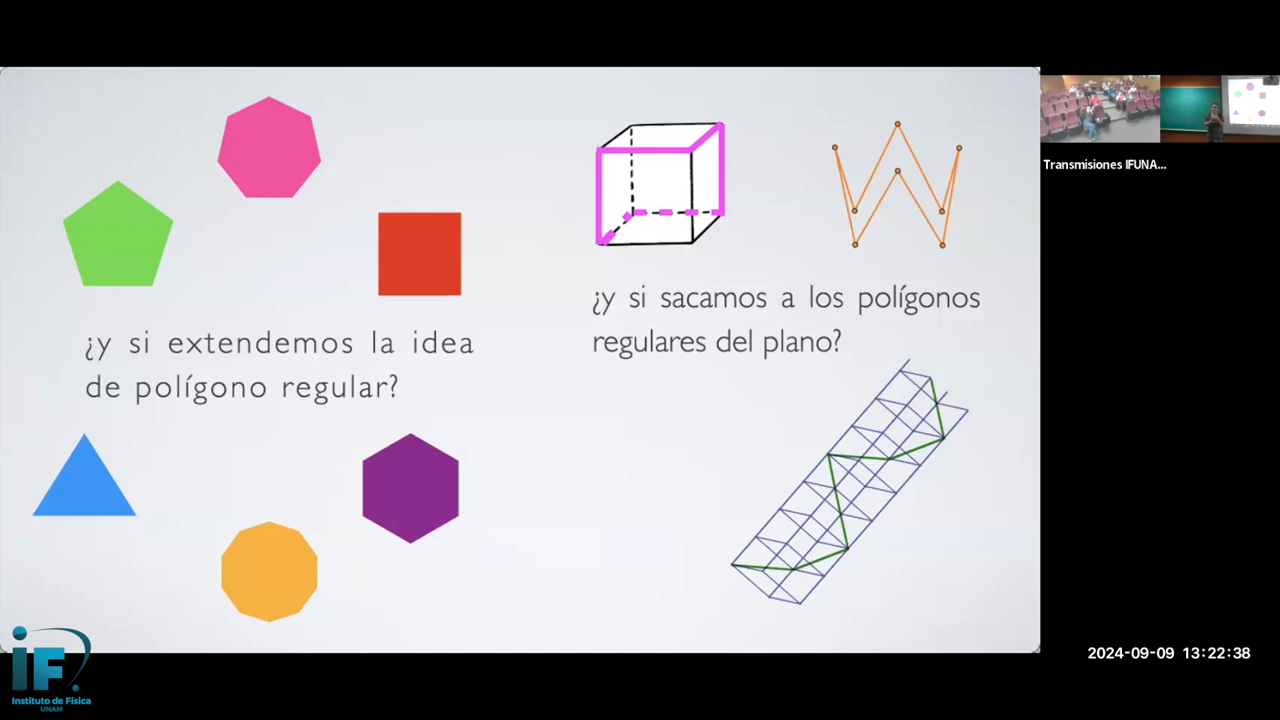 ¿y si extendemos la idea
de polígono regular?
¿y si sacamos a los polígonos
regulares del plano?
Transmisiones IFUNA...
2024-09-09 13:22:38
iF
Instituto de Física
UNAM